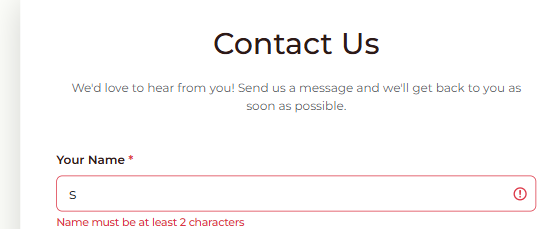 Contact Us
We'd love to hear from you! Send us a message and we'll get back to you as
soon as possible.
Your Name *
s
Name must be at least 2 characters